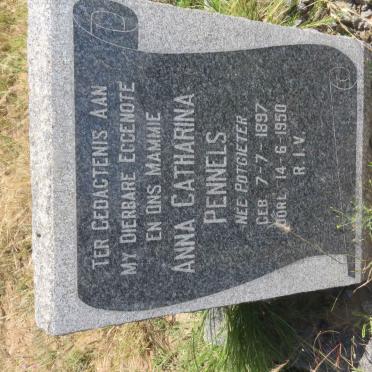 TER GEDAGTENIS AAN
MY DIERBARE EGGENOTE
EN ONS MAMMIE
ANNA CATHARINA
PENNELS
NEE POTGIETER
GEB. 7-7-1897
OORL. 14-6-1950
R.I.V.